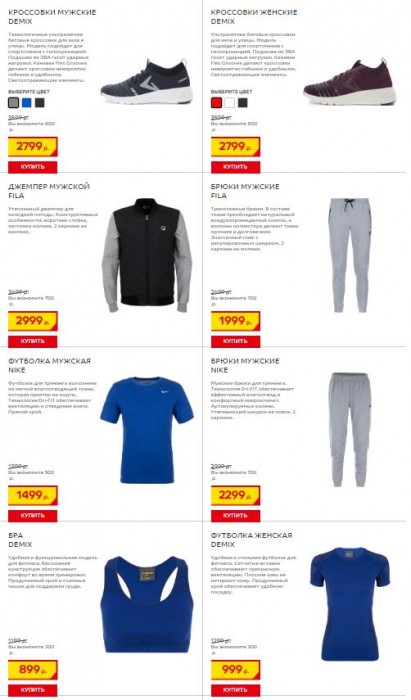 КРОССОВКИ МУЖСКИЕ
DEMIX
Технологичные ультралегкие
беговые кроссовки для зала и
улицы. Модель подойдет для
спортсменов с гипопронацией.
Подошва из ЭВА гасит ударные
нагрузки. Канавки Flex Grooves
делают кроссовки невероятно
гибкими и удобными.
Светоотражающие элементы.
ВЫБЕРИТЕ ЦВЕТ
3599 р.
Вы экономите 800
р.
2799 р.
КУПИТЬ
КРОССОВКИ ЖЕНСКИЕ
DEMIX
Ультралегкие беговые
кроссовки для зала и улицы.
Модель подойдет для
спортсменов с
гипопронацией. Подошва из
ЭВА гасит ударные нагрузки.
Канавки Flex Grooves делают
кроссовки невероятно
гибкими и удобными.
Светоотражающие элементы.
ВЫБЕРИТЕ ЦВЕТ
3599 р.
Вы экономите 800
р.
2799 р.
КУПИТЬ
ДЖЕМПЕР МУЖСКОЙ
FILA
Утепленный джемпер для
холодной погоды. Конструктивные
особенности: воротник стойка,
застежка молния, 2 кармана на
кнопках.
3699 р.
Вы экономите 700
р.
2999 р.
КУПИТЬ
БРЮКИ МУЖСКИЕ
FILA
Трикотажные брюки. В составе
ткани преобладает натуральный
воздухопроницаемый хлопок, а
волокна полиэстера делают ткань
прочнее и долговечнее.
Эластичный пояс с
регулировочным шнурком. 2
кармана на молнии.
2699 р.
Вы экономите 700
р.
1999 р.
КУПИТЬ
ФУТБОЛКА МУЖСКАЯ
NIKE
Футболка для тренинга выполнена
из мягкой влагоотводящей ткани,
которая приятна на ощупь.
Технология Dri-FIT обеспечивает
вентиляцию и отведение влаги.
Прямой крой.
1999 р.
Вы экономите 500
р.
1499 р.
КУПИТЬ
БРЮКИ МУЖСКИЕ
NIKE
Мужские брюки для тренинга.
Технология Dri-FIT обеспечивает
эффективный влагоотвод и
комфортный микроклимат.
Артикулируемые колени.
Утягивающий шнурок на поясе. 2
кармана.
2999 р.
Вы экономите 700
р.
2299 р.
КУПИТЬ
БРА
DEMIX
Удобная и функциональная модель
для фитнеса. Бесшовная
конструкция обеспечивает
комфорт во время тренировок.
Продуманный крой и съемные
чашки для поддержки груди.
1199 р.
Вы экономите 300
р.
899 р.
КУПИТЬ
ФУТБОЛКА ЖЕНСКАЯ
DEMIX
Удобная и стильная футболка для
фитнеса. Сетчатые вставки
обеспечивают прекрасную
вентиляцию. Плоские швы не
натирают кожу. Продуманный
крой обеспечивает удобную
посадку.
1299 р.
Вы экономите 300
р.
999 р.
КУПИТЬ